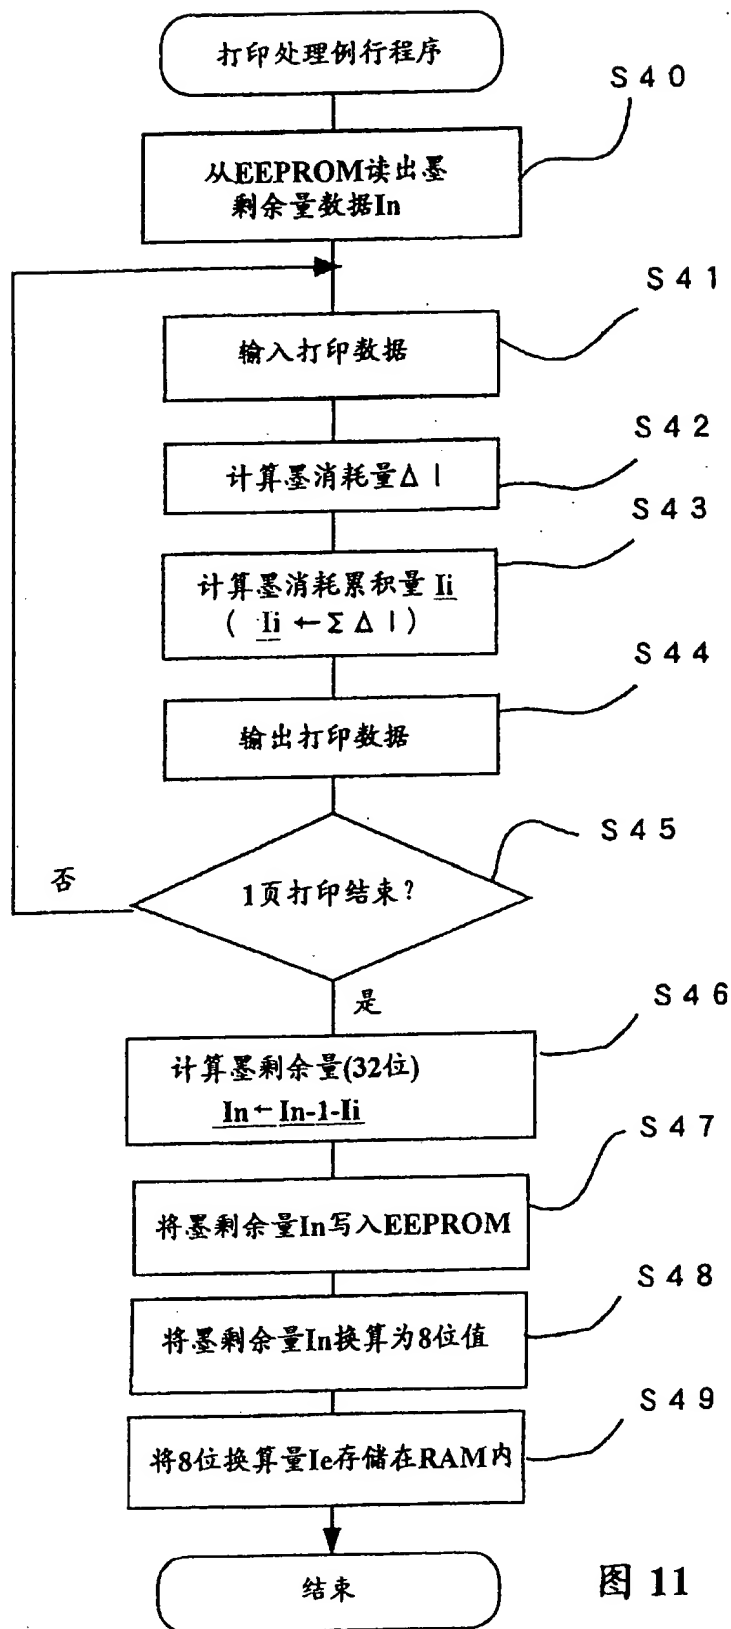 打印处理例行程序
S40
从EEPROM读出墨
剩余量数据In
S41
输入打印数据
S42
计算墨消耗量Δ I
S43
计算墨消耗累积量 Ii
( Ii ←Σ Δ I )
S44
输出打印数据
S45
1页打印结束?
否
是
S46
计算墨剩余量(32位)
In←In-1-Ii
S47
将墨剩余量In写入EEPROM
S48
将墨剩余量In换算为8位值
S49
将8位换算量Ie存储在RAM内
结束
图 11